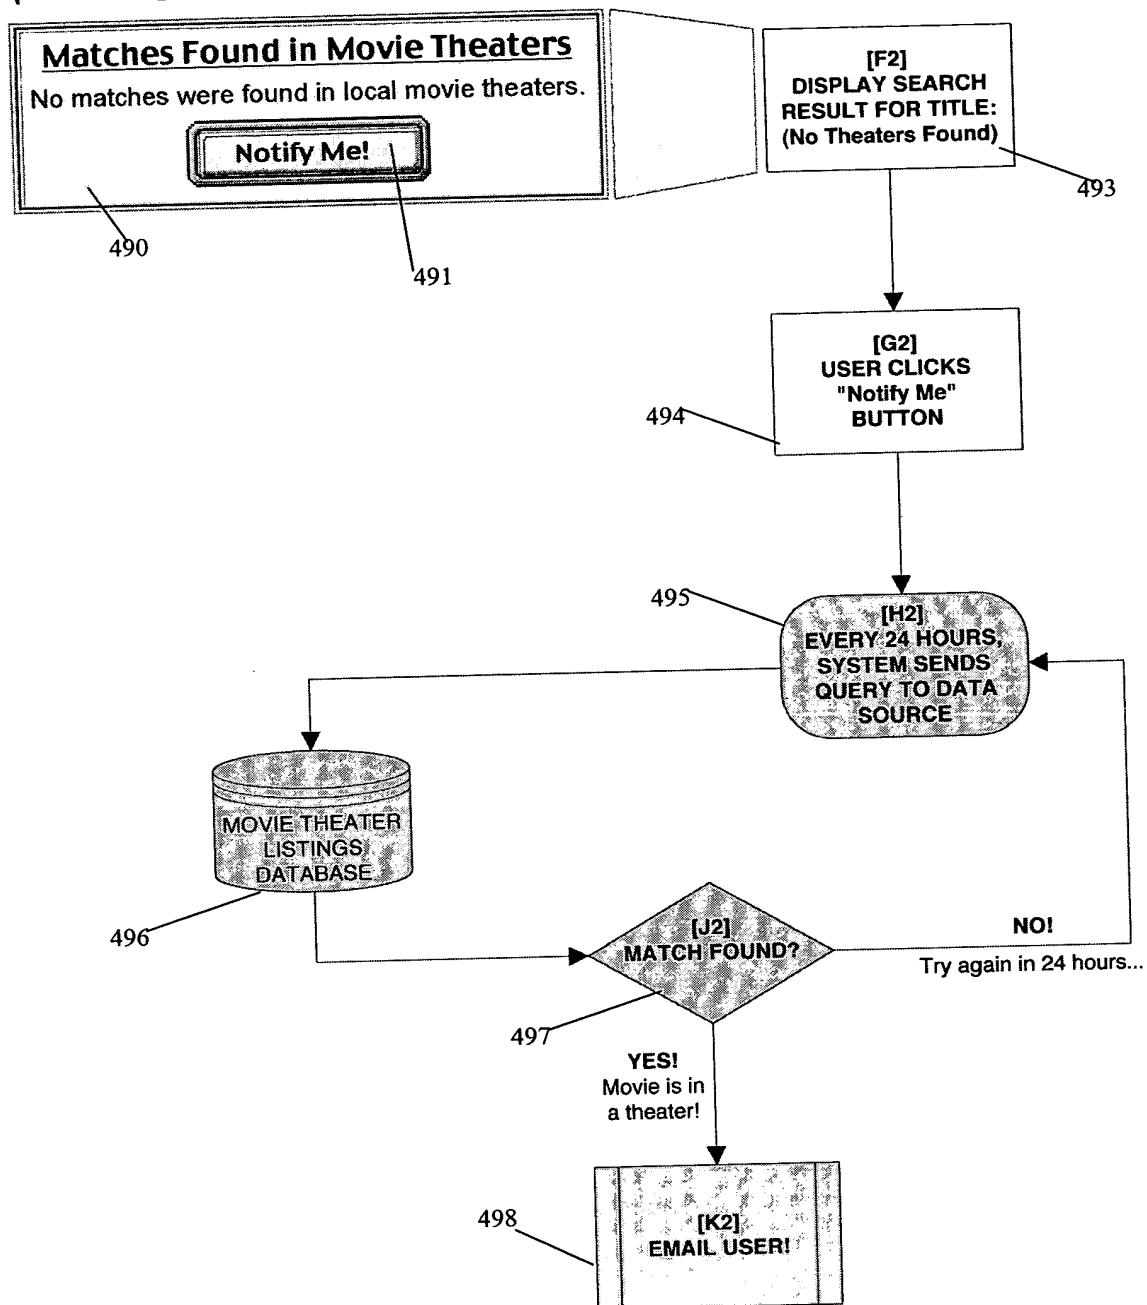 Matches Found in Movie Theaters
No matches were found in local movie theaters.
Notify Me!
490
491
[F2]
DISPLAY SEARCH
RESULT FOR TITLE:
(No Theaters Found)
493
[G2]
USER CLICKS
"Notify Me"
BUTTON
494
495
[H2]
EVERY 24 HOURS,
SYSTEM SENDS
QUERY TO DATA
SOURCE
MOVIE THEATER
LISTINGS
DATABASE
496
[J2]
MATCH FOUND?
497
NO!
Try again in 24 hours...
YES!
Movie is in
a theater!
498
[K2]
EMAIL USER!